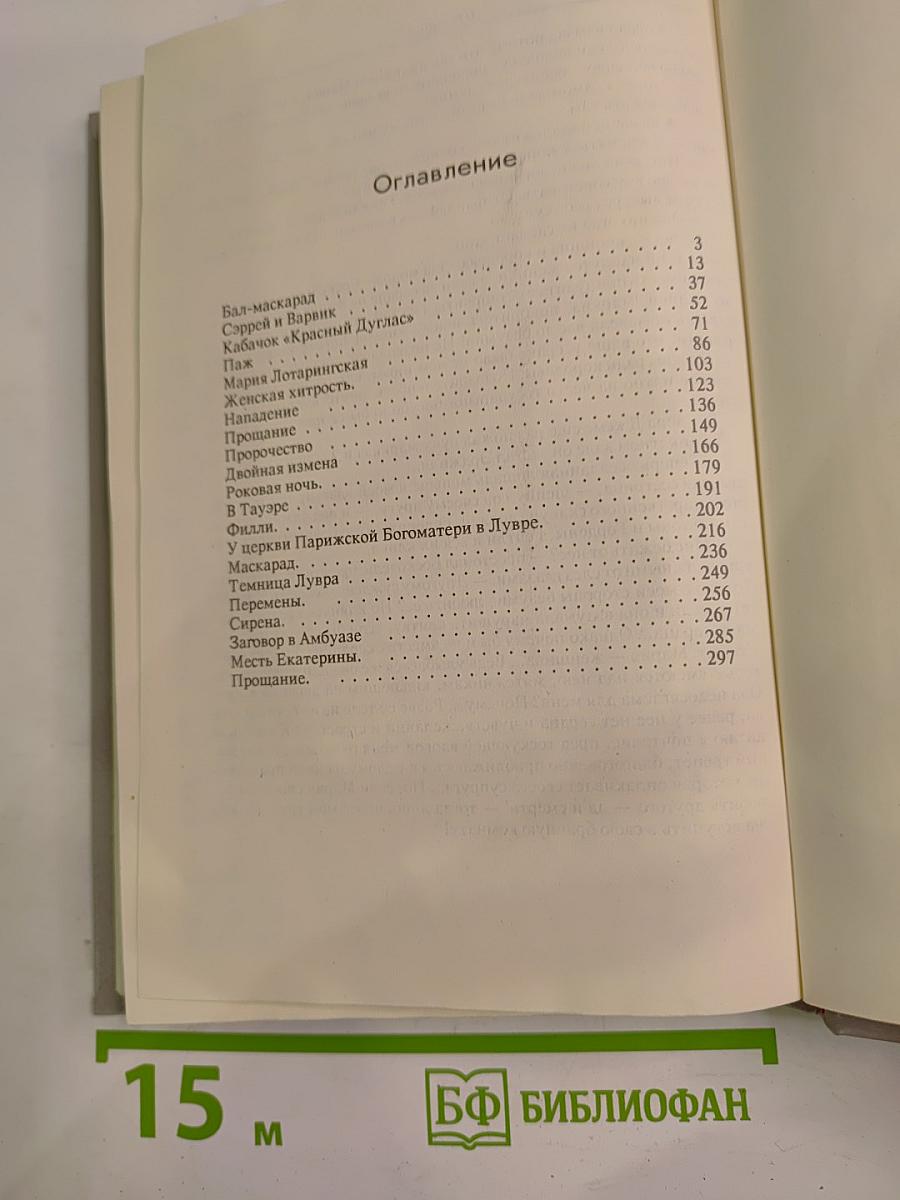 Оглавление
Бал-маскарад . . . . . . . . . . 3
Сэррей и Варвик . . . . . . . . . . 13
Кабачок «Красный Дуглас» . . . . . . . . . . 37
Паж . . . . . . . . . . 52
Мария Лотарингская . . . . . . . . . . 71
Женская хитрость. . . . . . . . . . 86
Нападение . . . . . . . . . . 103
Прощание . . . . . . . . . . 123
Пророчество . . . . . . . . . . 136
Двойная измена . . . . . . . . . . 149
Роковая ночь. . . . . . . . . . 166
В Тауэре . . . . . . . . . . 179
Филли. . . . . . . . . . 191
У церкви Парижской Богоматери в Лувре. . . . . . . . . . 202
Маскарад. . . . . . . . . . 216
Темница Лувра . . . . . . . . . . 236
Перемены. . . . . . . . . . 249
Сирена. . . . . . . . . . 256
Заговор в Амбуазе . . . . . . . . . . 267
Месть Екатерины. . . . . . . . . . 285
Прощание. . . . . . . . . . 297
15 м
БФ БИБЛИОФАН